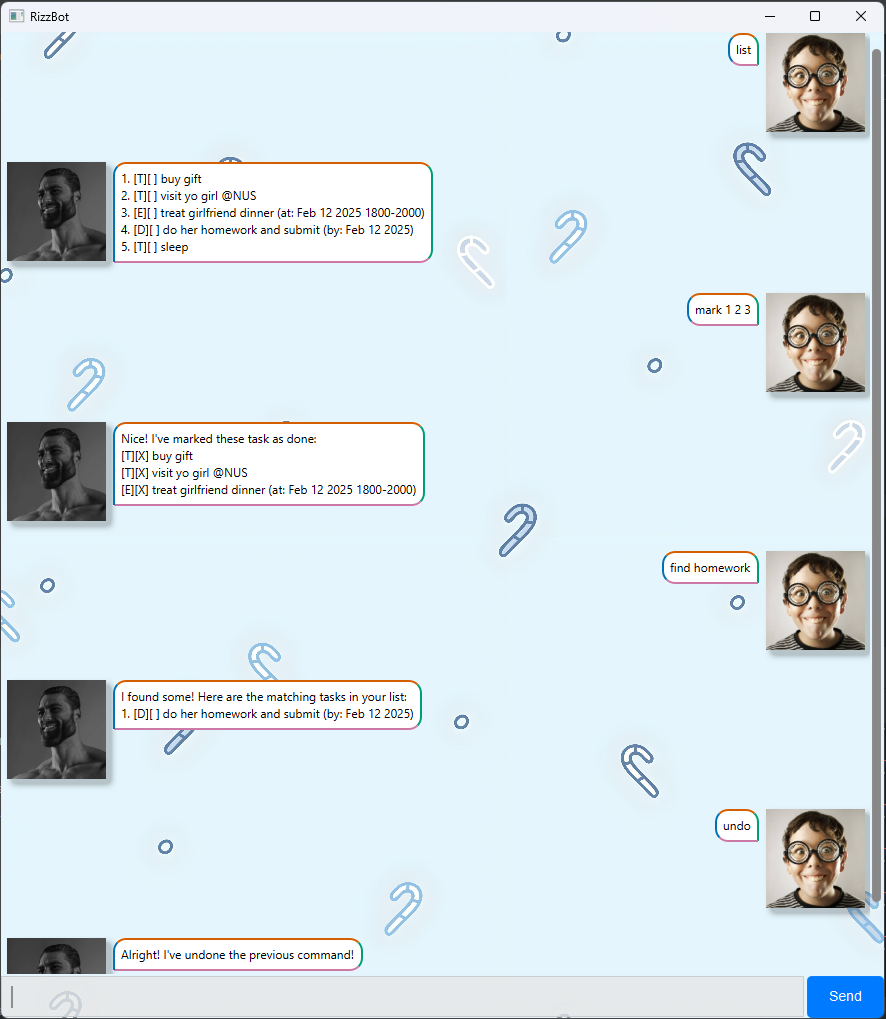 RizzBot
list
1. [T][ ] buy gift
2. [T][ ] visit yo girl @NUS
3. [E][ ] treat girlfriend dinner (at: Feb 12 2025 1800-2000)
4. [D][ ] do her homework and submit (by: Feb 12 2025)
5. [T][ ] sleep
mark 1 2 3
Nice! I've marked these task as done:
[T][X] buy gift
[T][X] visit yo girl @NUS
[E][X] treat girlfriend dinner (at: Feb 12 2025 1800-2000)
find homework
I found some! Here are the matching tasks in your list:
1. [D][ ] do her homework and submit (by: Feb 12 2025)
undo
Alright! I've undone the previous command!
Send